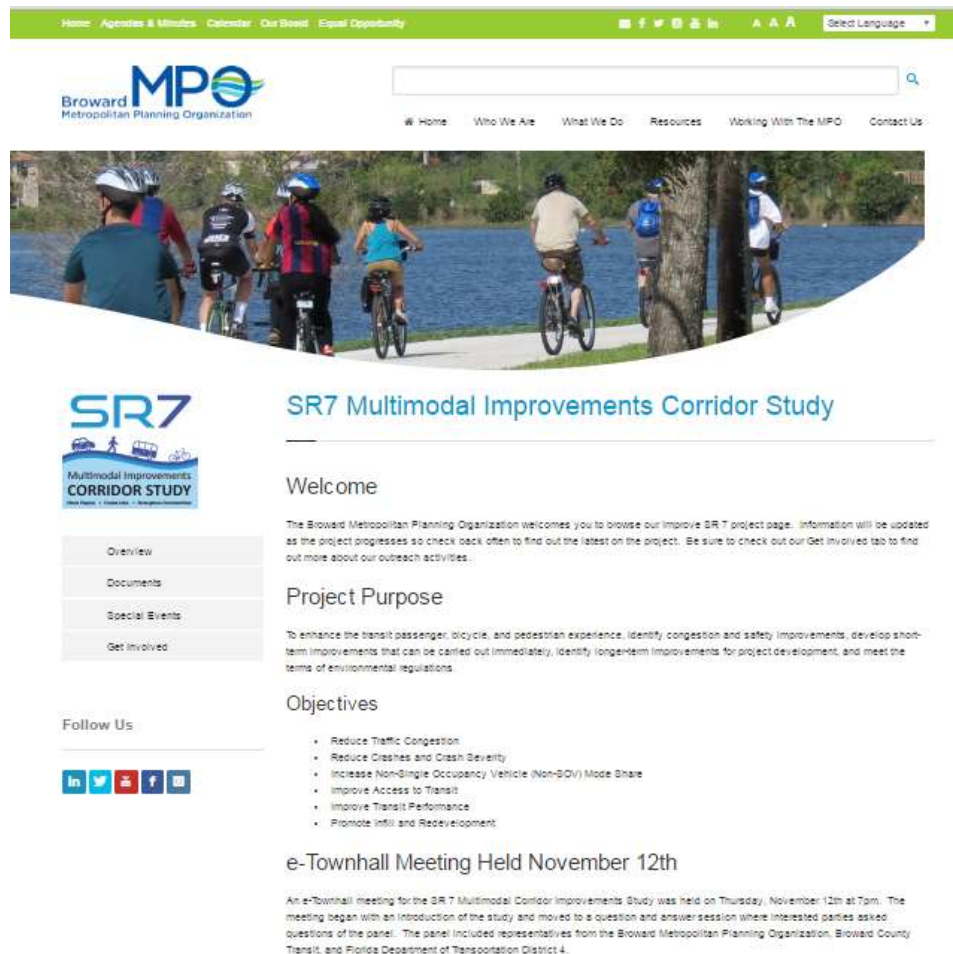 Home Agendas & Minutes Calendar Our Board Equal Opportunity
A A A
Select Language
Broward MPO
Metropolitan Planning Organization
Home Who We Are What We Do Resources Working With The MPO Contact Us
SR7
Multimodal Improvements
CORRIDOR STUDY
Overview
Documents
Special Events
Get Involved
Follow Us
SR7 Multimodal Improvements Corridor Study
Welcome
The Broward Metropolitan Planning Organization welcomes you to browse our Improve SR 7 project page. Information will be updated
as the project progresses so check back often to find out the latest on the project. Be sure to check out our Get Involved tab to find
out more about our outreach activities.
Project Purpose
To enhance the transit passenger, bicycle, and pedestrian experience, identify congestion and safety improvements, develop short-
term improvements that can be carried out immediately, identify longer-term improvements for project development, and meet the
terms of environmental regulations.
Objectives
• Reduce Traffic Congestion
• Reduce Crashes and Crash Severity
• Increase Non-Single Occupancy Vehicle (Non-SOV) Mode Share
• Improve Access to Transit
• Improve Transit Performance
• Promote Infill and Redevelopment
e-Townhall Meeting Held November 12th
An e-Townhall meeting for the SR 7 Multimodal Corridor Improvements Study was held on Thursday, November 12th at 7pm. The
meeting began with an introduction of the study and moved to a question and answer session where interested parties asked
questions of the panel. The panel included representatives from the Broward Metropolitan Planning Organization, Broward County
Transit, and Florida Department of Transportation District 4.